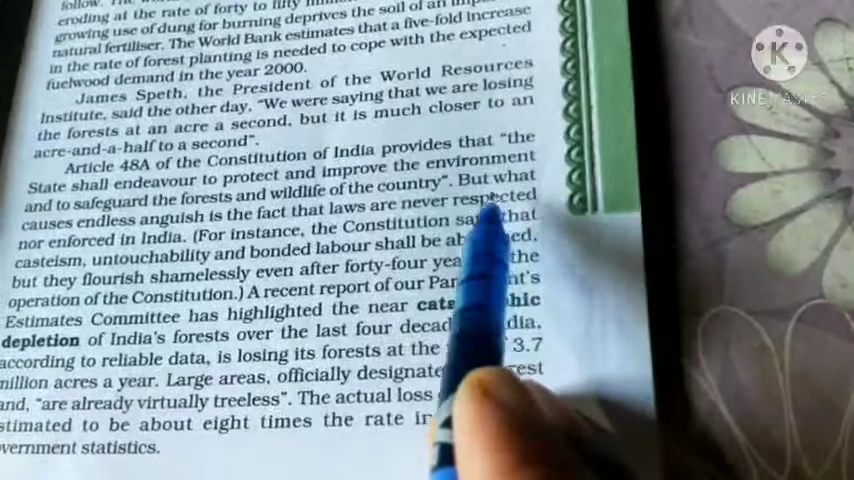 follow. The
eroding at the rate of forty to fifty
growing use of dung for burning deprives the soil of an
natural fertiliser. The World Bank estimates that a five-fold increase
in the rate of forest planting is needed to cope with the expected
fuelwood demand in the year 2000.
James Speth, the President of the World Resources
Institute, said the other day, "We were saying that we are losing
the forests at an acre a second, but it is much closer to an
acre-and-a-half to a second".
Article 48A of the Constitution of India provides that "the
State shall endeavour to protect and improve the environment
and to safeguard the forests and wildlife of the country". But what
causes endless anguish is the fact that laws are never respected
nor enforced in India. (For instance, the Constitution says that
casteism, untouchability and bonded labour shall be
but they flourish shamelessly even after forty-four the
operation of the Constitution.) A recent report of our
Estimates Committee has highlighted the near
depletion of India's forests over the last four
according to reliable data, is losing its forests at the 3.7
million acres a year. Large areas, officially
and, "are already virtually treeless". The actual loss
stimated to be about eight times the rate
vernment statistics.
K
KINEMASTER